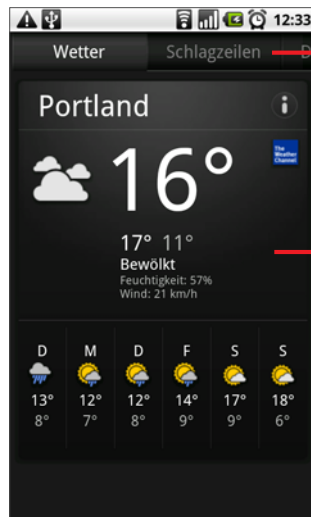 12:33
Wetter Schlagzeilen D
Portland
16°
The
Weather
Channel
17° 11°
Bewölkt
Feuchtigkeit: 57%
Wind: 21 km/h
D M D F S S
13° 12° 12° 14° 17° 18°
8° 7° 8° 9° 9° 6°